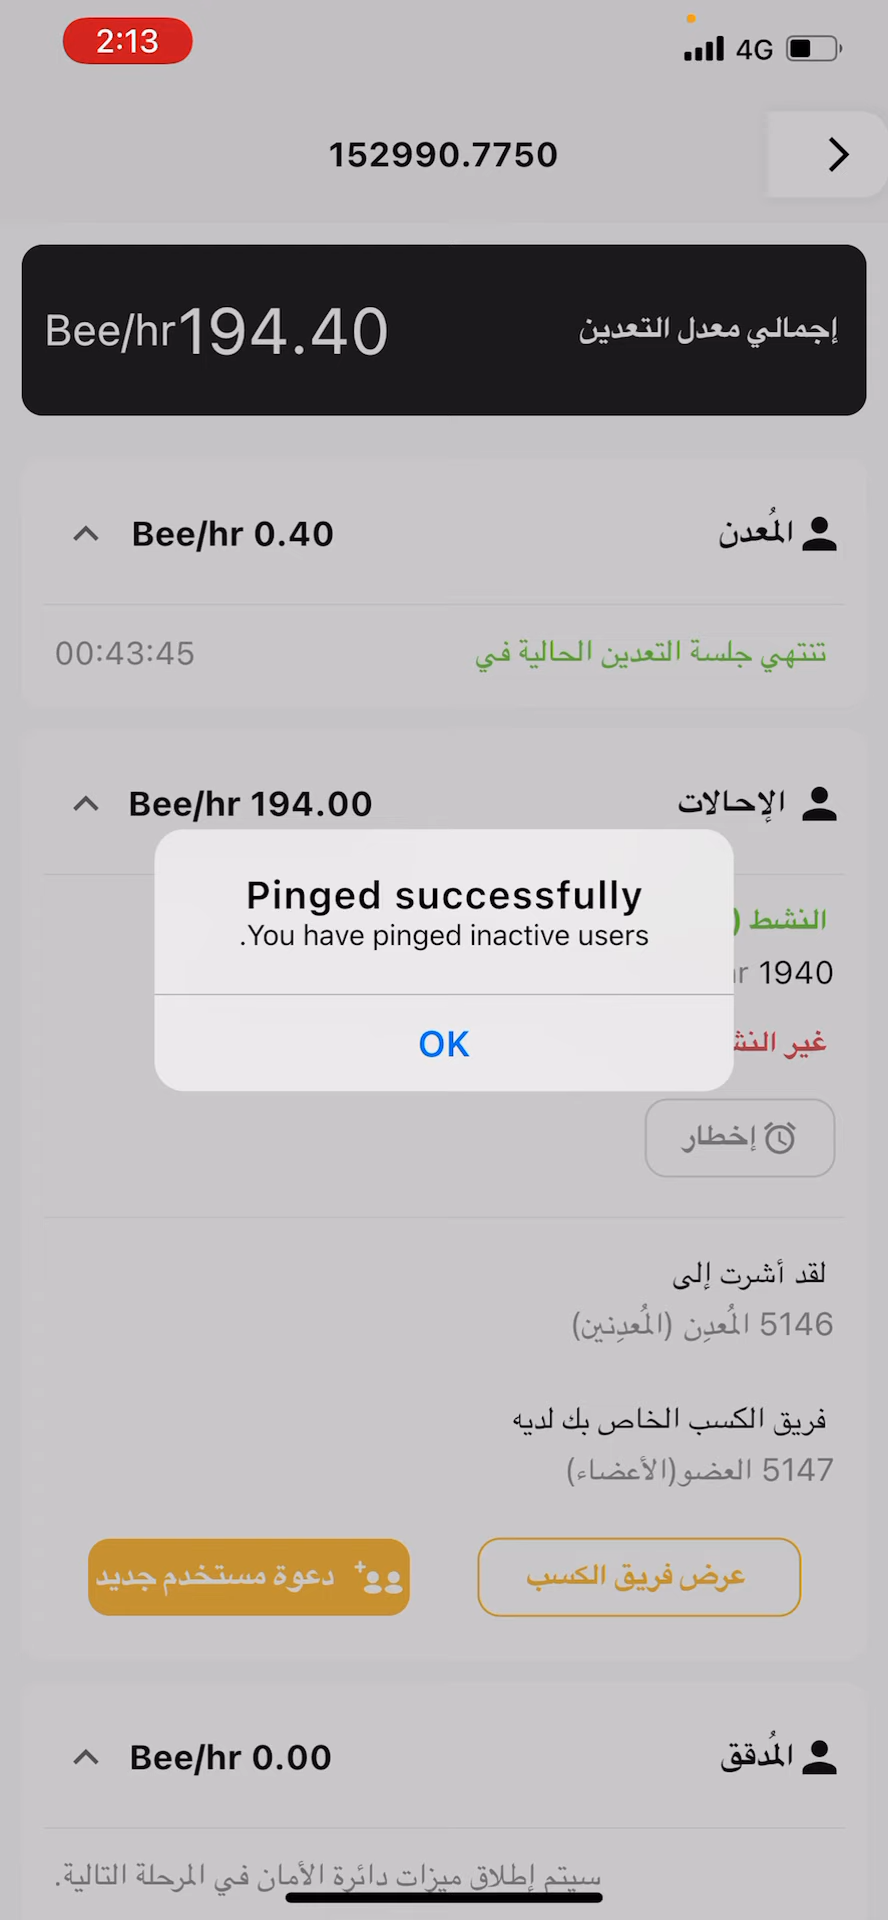 2:13
4G
152990.7750
إجمالي معدل التعدين
Bee/hr194.40
المُعدن
Bee/hr 0.40
تنتهي جلسة التعدين الحالية في
00:43:45
الإحالات
Bee/hr 194.00
Pinged successfully
.You have pinged inactive users
OK
النشط (
1940
غير
إخطار
لقد أشرت إلى
5146 المُعدِن (المُعدِنين)
فريق الكسب الخاص بك لديه
5147 العضو(الأعضاء)
عرض فريق الكسب
دعوة مستخدم جديد
المُدقق
Bee/hr 0.00
سيتم إطلاق ميزات دائرة الأمان في المرحلة التالية.